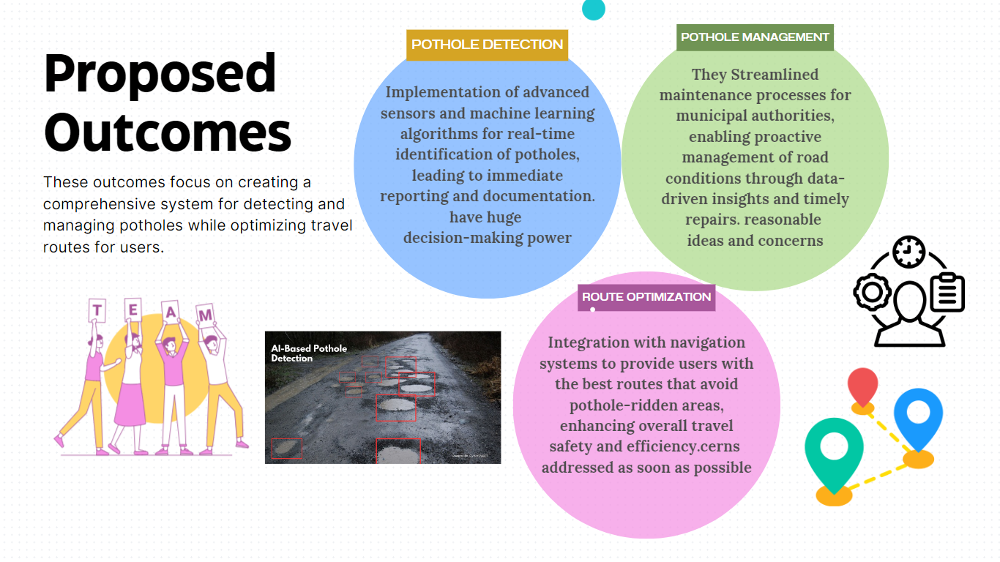 Proposed
Outcomes
These outcomes focus on creating a
comprehensive system for detecting and
managing potholes while optimizing travel
routes for users.
POTHOLE DETECTION
Implementation of advanced
sensors and machine learning
algorithms for real-time
identification of potholes,
leading to immediate
reporting and documentation.
have huge
decision-making power
POTHOLE MANAGEMENT
They Streamlined
maintenance processes for
municipal authorities,
enabling proactive
management of road
conditions through data-
driven insights and timely
repairs. reasonable
ideas and concerns
ROUTE OPTIMIZATION
Integration with navigation
systems to provide users with
the best routes that avoid
pothole-ridden areas,
enhancing overall travel
safety and efficiency.cerns
addressed as soon as possible
T E A M
AI-Based Pothole
Detection